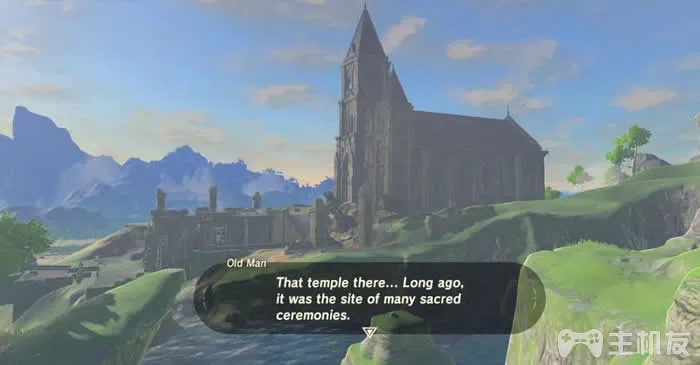 Old Man
That temple there... Long ago,
it was the site of many sacred
ceremonies.
主机友